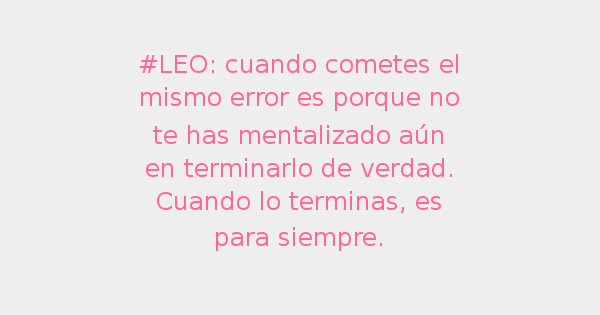 #LEO: cuando cometes el
mismo error es porque no
te has mentalizado aún
en terminarlo de verdad.
Cuando lo terminas, es
para siempre.